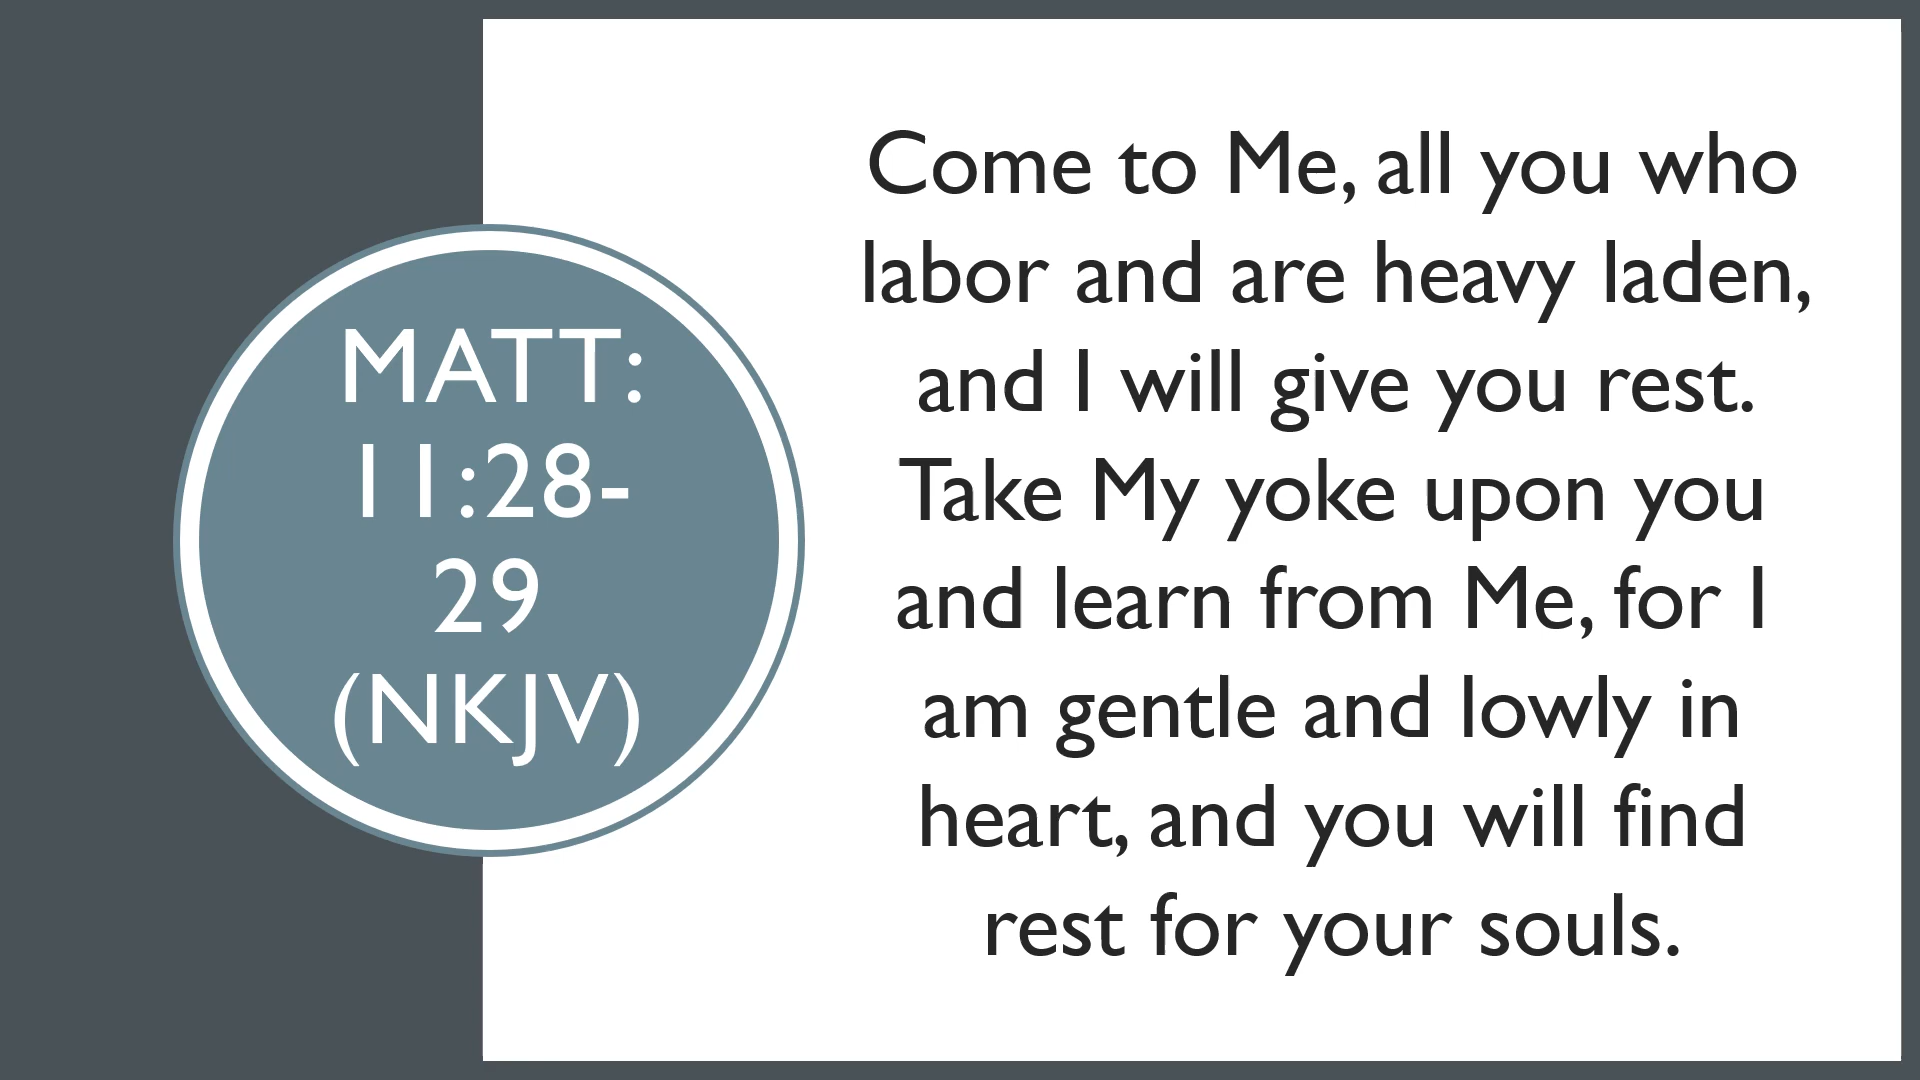 MATT:
11:28-
29
(NKJV)
Come to Me, all you who
labor and are heavy laden,
and I will give you rest.
Take My yoke upon you
and learn from Me, for I
am gentle and lowly in
heart, and you will find
rest for your souls.